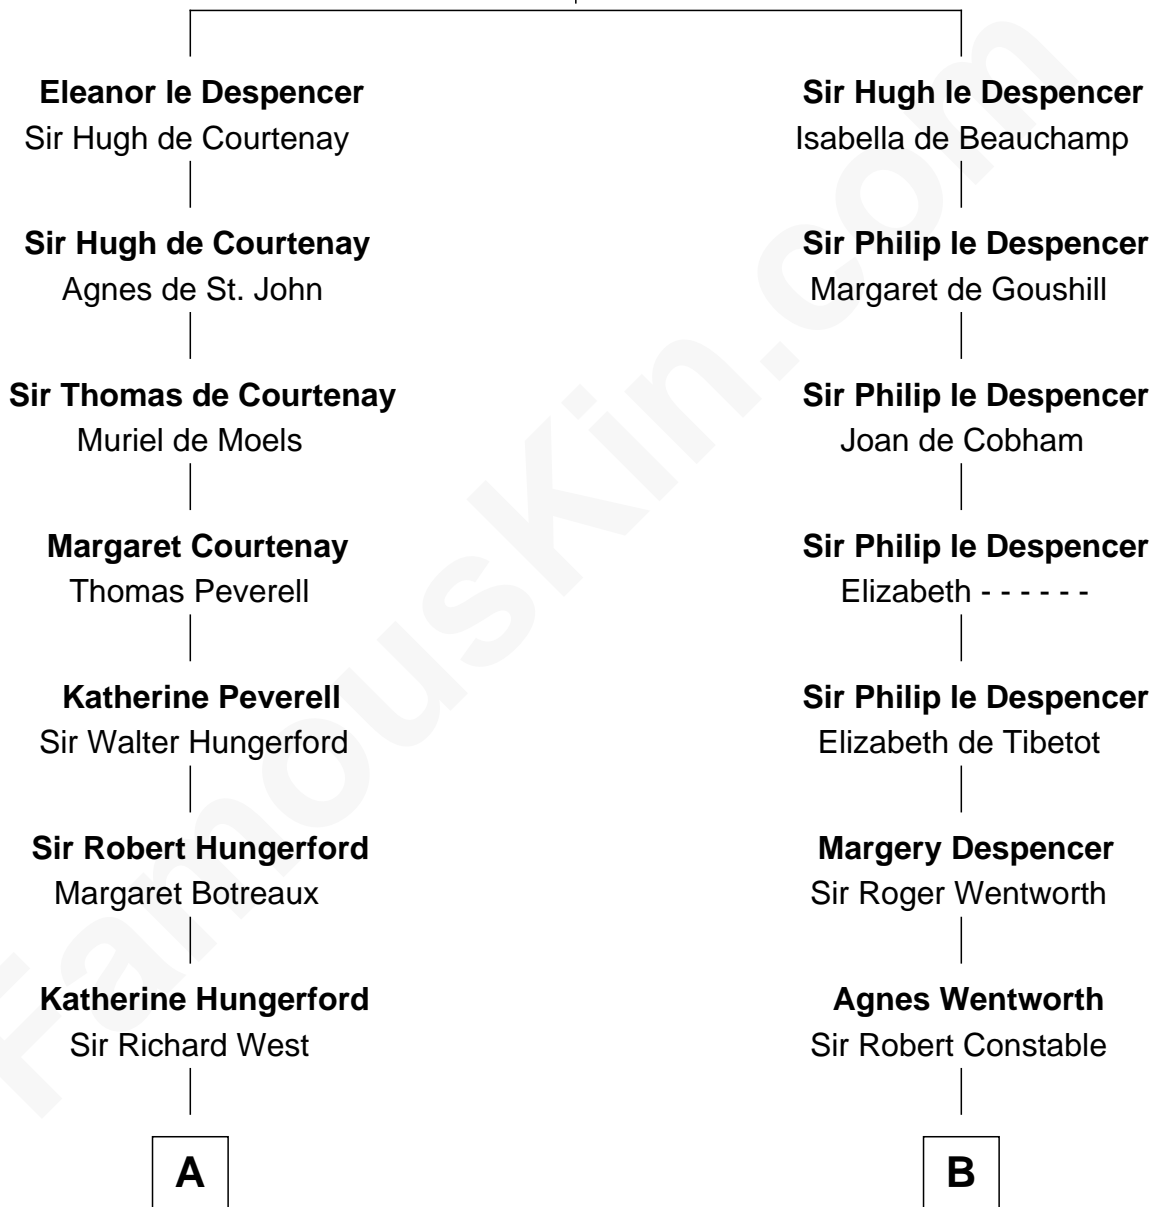 Eleanor le Despencer
Sir Hugh de Courtenay
Sir Hugh de Courtenay
Agnes de St. John
Sir Thomas de Courtenay
Muriel de Moels
Margaret Courtenay
Thomas Peverell
Katherine Peverell
Sir Walter Hungerford
Sir Robert Hungerford
Margaret Botreaux
Katherine Hungerford
Sir Richard West
A
Sir Hugh le Despencer
Isabella de Beauchamp
Sir Philip le Despencer
Margaret de Goushill
Sir Philip le Despencer
Joan de Cobham
Sir Philip le Despencer
Elizabeth - - - - - -
Sir Philip le Despencer
Elizabeth de Tibetot
Margery Despencer
Sir Roger Wentworth
Agnes Wentworth
Sir Robert Constable
B
FamousKin.com